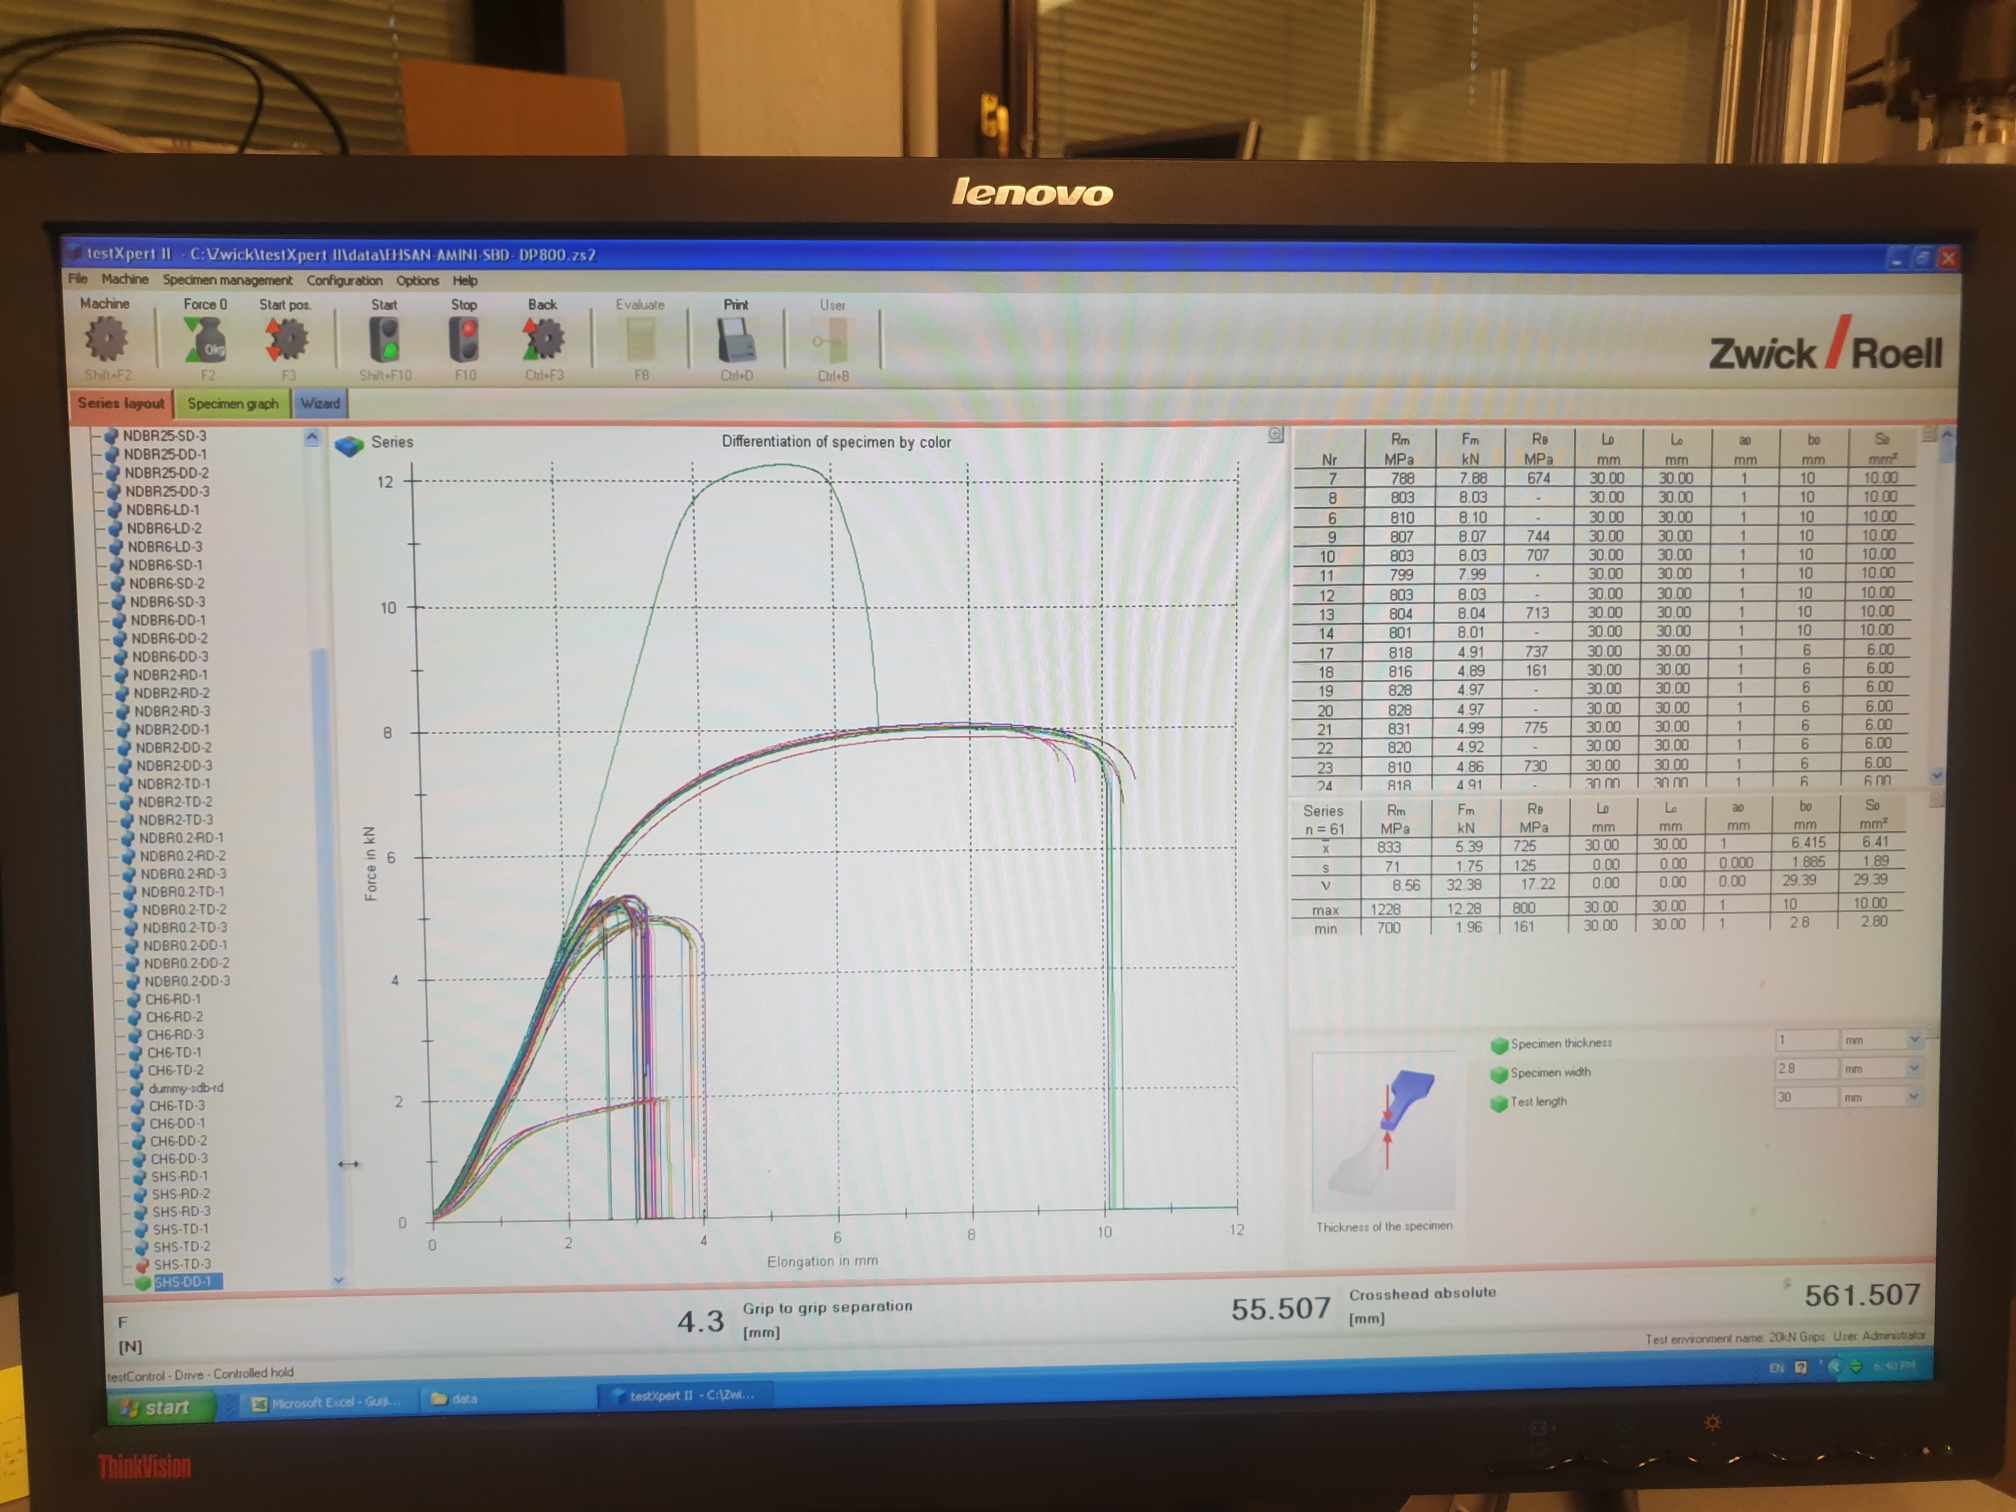 lenovo
testXpert II - C:\Zwick\testXpert II\data\EHSAN-AMINI-SBD- DP800.zs2
File Machine Specimen management Configuration Options Help
Machine Force 0 Start pos. Start Stop Back Evaluate Print User
0kg
Shift+F2 F2 F3 Shift+F10 F10 Ctrl+F3 F8 Ctrl+D Ctrl+B
Zwick / Roell
Series layout Specimen graph Wizard
NDBR25-SD-3
NDBR25-DD-1
NDBR25-DD-2
NDBR25-DD-3
NDBR6-LD-1
NDBR6-LD-2
NDBR6-LD-3
NDBR6-SD-1
NDBR6-SD-2
NDBR6-SD-3
NDBR6-DD-1
NDBR6-DD-2
NDBR6-DD-3
NDBR2-RD-1
NDBR2-RD-2
NDBR2-RD-3
NDBR2-DD-1
NDBR2-DD-2
NDBR2-DD-3
NDBR2-TD-1
NDBR2-TD-2
NDBR2-TD-3
NDBR0.2-RD-1
NDBR0.2-RD-2
NDBR0.2-RD-3
NDBR0.2-TD-1
NDBR0.2-TD-2
NDBR0.2-TD-3
NDBR0.2-DD-1
NDBR0.2-DD-2
NDBR0.2-DD-3
CH6-RD-1
CH6-RD-2
CH6-RD-3
CH6-TD-1
CH6-TD-2
dummy-sdb-rd
CH6-TD-3
CH6-DD-1
CH6-DD-2
CH6-DD-3
SHS-RD-1
SHS-RD-2
SHS-RD-3
SHS-TD-1
SHS-TD-2
SHS-TD-3
SHS-DD-1
Series
Differentiation of specimen by color
12
10
8
6
4
2
0
Force in kN
0 2 4 6 8 10 12
Elongation in mm
Rm Fm RB L0 Lc a0 b0 S0
Nr MPa kN MPa mm mm mm mm mm²
7 788 7.88 674 30.00 30.00 1 10 10.00
8 803 8.03 - 30.00 30.00 1 10 10.00
6 810 8.10 - 30.00 30.00 1 10 10.00
9 807 8.07 744 30.00 30.00 1 10 10.00
10 803 8.03 707 30.00 30.00 1 10 10.00
11 799 7.99 - 30.00 30.00 1 10 10.00
12 803 8.03 - 30.00 30.00 1 10 10.00
13 804 8.04 713 30.00 30.00 1 10 10.00
14 801 8.01 - 30.00 30.00 1 10 10.00
17 818 4.91 737 30.00 30.00 1 6 6.00
18 816 4.89 161 30.00 30.00 1 6 6.00
19 828 4.97 - 30.00 30.00 1 6 6.00
20 828 4.97 - 30.00 30.00 1 6 6.00
21 831 4.99 775 30.00 30.00 1 6 6.00
22 820 4.92 - 30.00 30.00 1 6 6.00
23 810 4.86 730 30.00 30.00 1 6 6.00
24 818 4.91 - 30.00 30.00 1 6 6.00
Series Rm Fm RB L0 Lc a0 b0 S0
n = 61 MPa kN MPa mm mm mm mm mm²
x̄ 833 5.39 725 30.00 30.00 1 6.415 6.41
s 71 1.75 125 0.00 0.00 0.000 1.885 1.89
ν 8.56 32.38 17.22 0.00 0.00 0.00 29.39 29.39
max 1228 12.28 800 30.00 30.00 1 10 10.00
min 700 1.96 161 30.00 30.00 1 2.8 2.80
Specimen thickness 1 mm
Specimen width 2.8 mm
Test length 30 mm
Thickness of the specimen
F
[N]
4.3
Grip to grip separation
[mm]
55.507
Crosshead absolute
[mm]
561.507
Test environment name: 20kN Grips User: Administrator
testControl - Drive - Controlled hold
start
Microsoft Excel - Guiji...
data
testXpert II - C:\Zwi...
EN
6:40 PM
ThinkVision